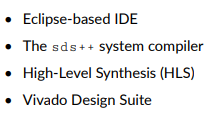 • Eclipse-based IDE
• The sds++ system compiler
• High-Level Synthesis (HLS)
• Vivado Design Suite